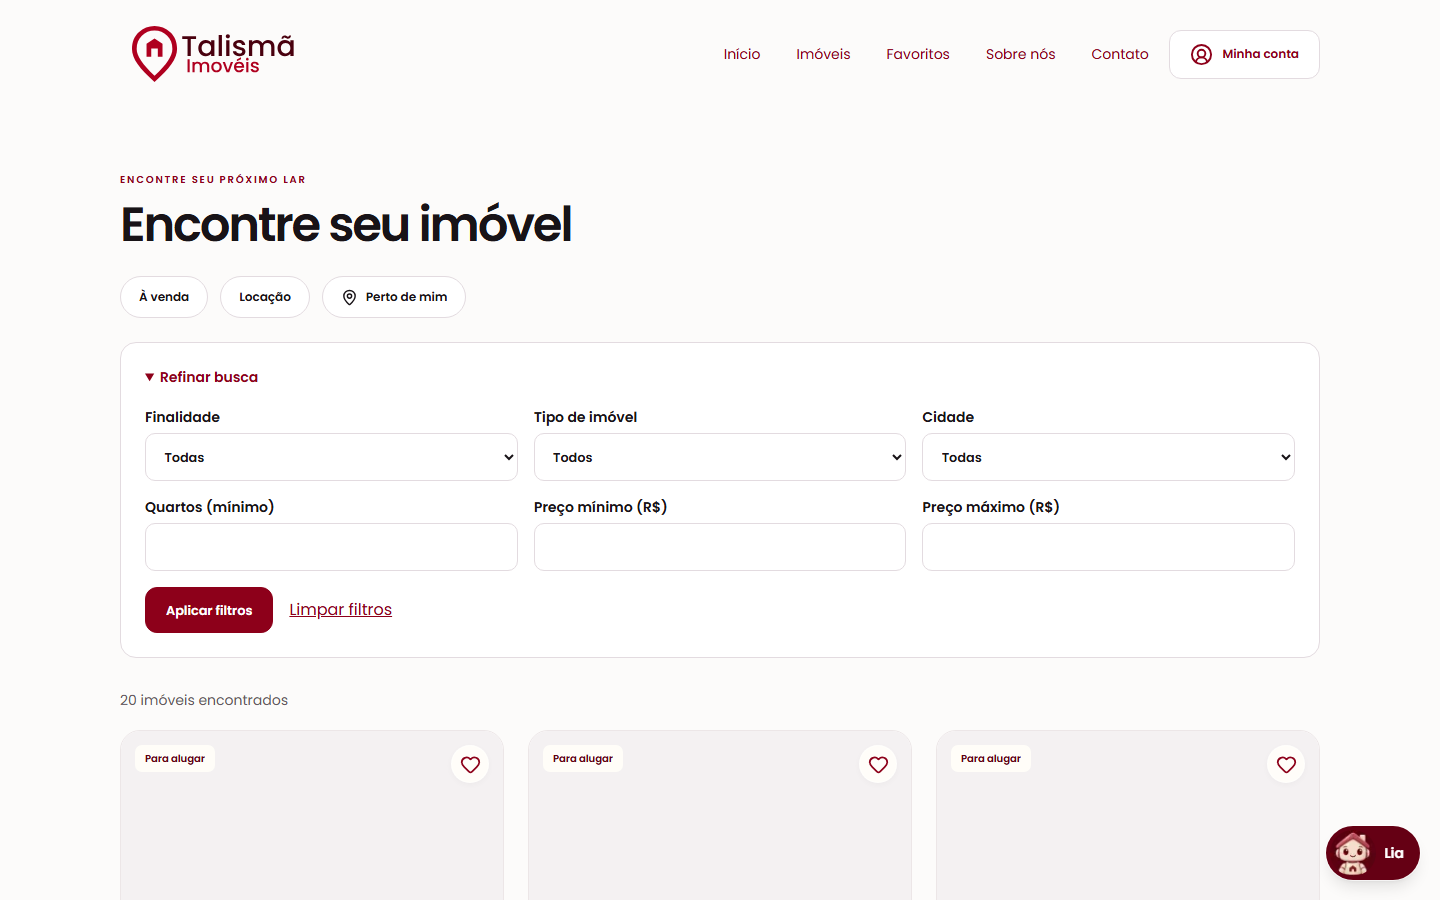 Talismã
Imovéis
Início
Imóveis
Favoritos
Sobre nós
Contato
Minha conta
ENCONTRE SEU PRÓXIMO LAR
Encontre seu imóvel
À venda
Locação
Perto de mim
▼ Refinar busca
Finalidade
Tipo de imóvel
Cidade
Todas
Todos
Todas
Quartos (mínimo)
Preço mínimo (R$)
Preço máximo (R$)
Aplicar filtros
Limpar filtros
20 imóveis encontrados
Para alugar
Para alugar
Para alugar
Lia